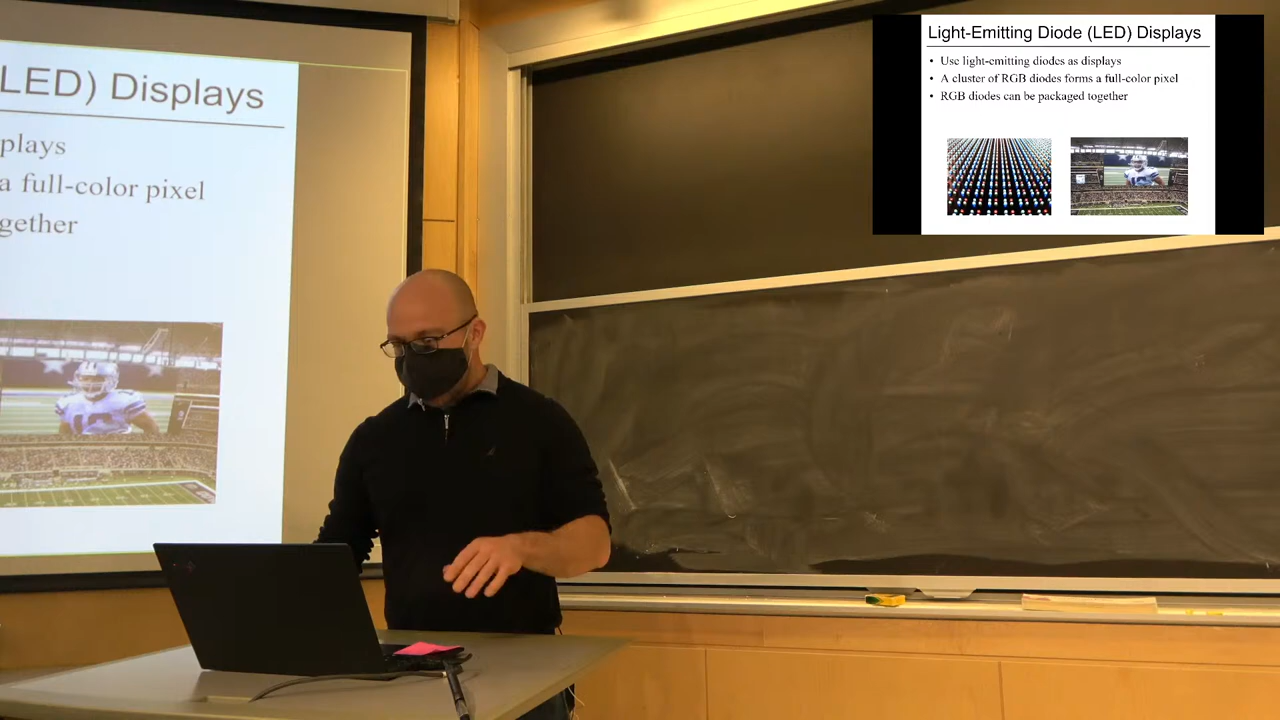 LED) Displays
plays
a full-color pixel
gether
Light-Emitting Diode (LED) Displays
• Use light-emitting diodes as displays
• A cluster of RGB diodes forms a full-color pixel
• RGB diodes can be packaged together